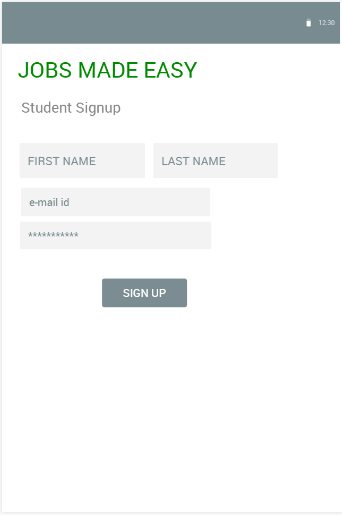 12:30
JOBS MADE EASY
Student Signup
FIRST NAME LAST NAME
e-mail id
***********
SIGN UP